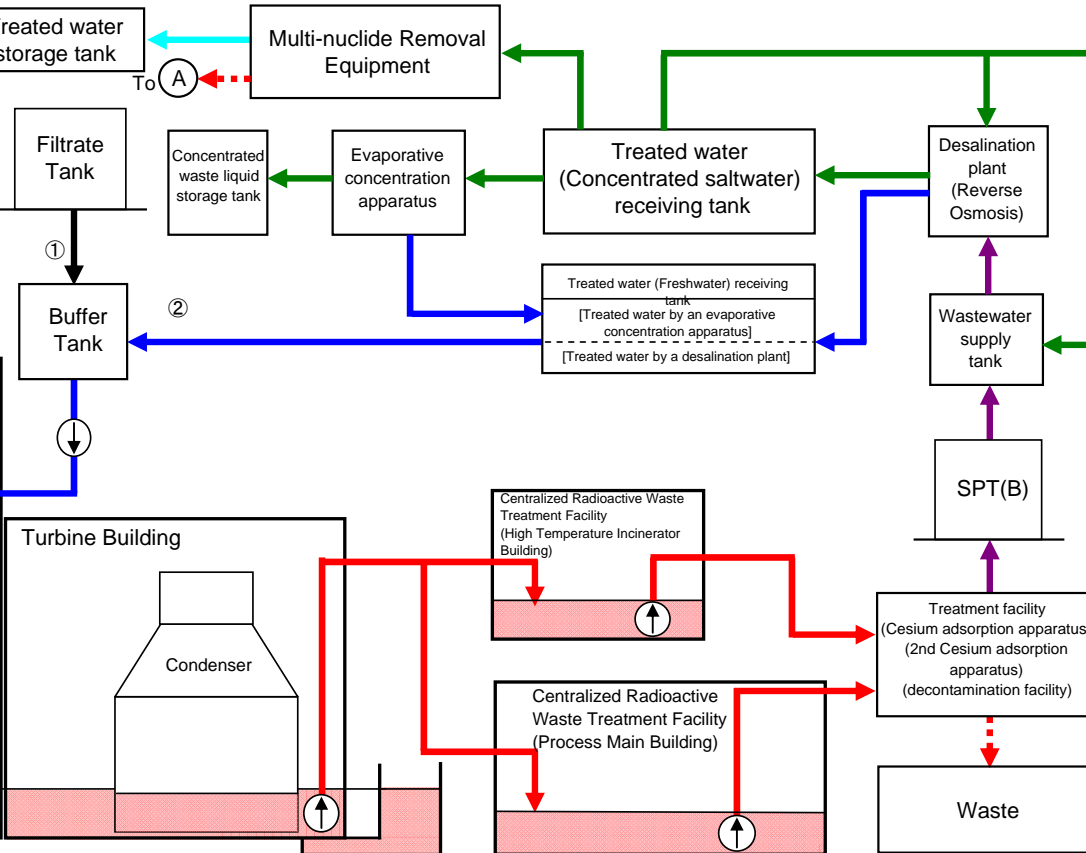 Treated water
storage tank
Multi-nuclide Removal
Equipment
To
A
Filtrate
Tank
Concentrated
waste liquid
storage tank
Evaporative
concentration
apparatus
Treated water
(Concentrated saltwater)
receiving tank
Desalination
plant
(Reverse
Osmosis)
①
②
Buffer
Tank
Treated water (Freshwater) receiving
tank
[Treated water by an evaporative
concentration apparatus]
[Treated water by a desalination plant]
Wastewater
supply
tank
SPT(B)
Turbine Building
Condenser
Centralized Radioactive Waste
Treatment Facility
(High Temperature Incinerator
Building)
Centralized Radioactive
Waste Treatment Facility
(Process Main Building)
Treatment facility
(Cesium adsorption apparatus
(2nd Cesium adsorption
apparatus)
(decontamination facility)
Waste